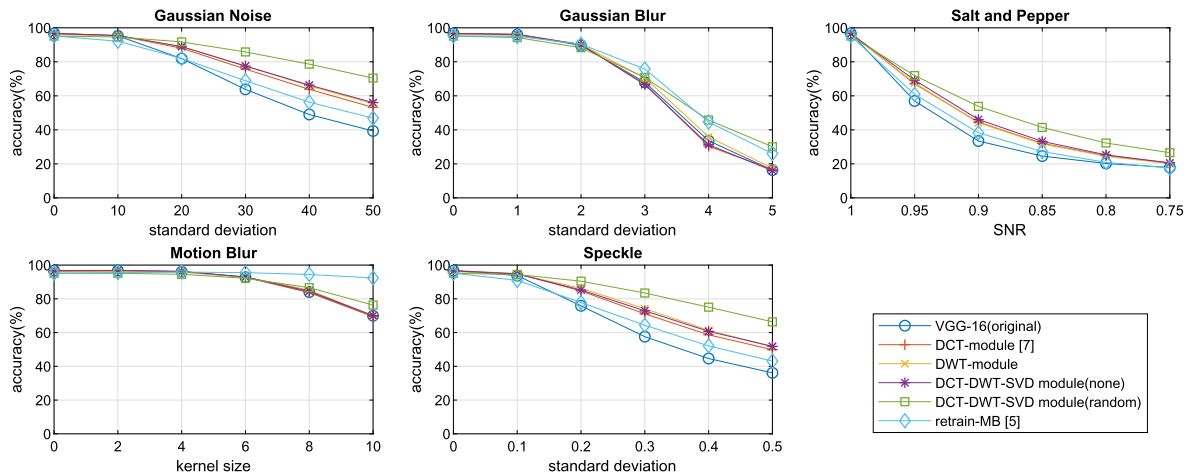 Gaussian Noise
100
80
60
40
20
0
0 10 20 30 40 50
accuracy(%)
standard deviation
Gaussian Blur
100
80
60
40
20
0
0 1 2 3 4 5
accuracy(%)
standard deviation
Salt and Pepper
100
80
60
40
20
0
1 0.95 0.9 0.85 0.8 0.75
accuracy(%)
SNR
Motion Blur
100
80
60
40
20
0
0 2 4 6 8 10
accuracy(%)
kernel size
Speckle
100
80
60
40
20
0
0 0.1 0.2 0.3 0.4 0.5
accuracy(%)
standard deviation
VGG-16(original)
DCT-module [7]
DWT-module
DCT-DWT-SVD module(none)
DCT-DWT-SVD module(random)
retrain-MB [5]